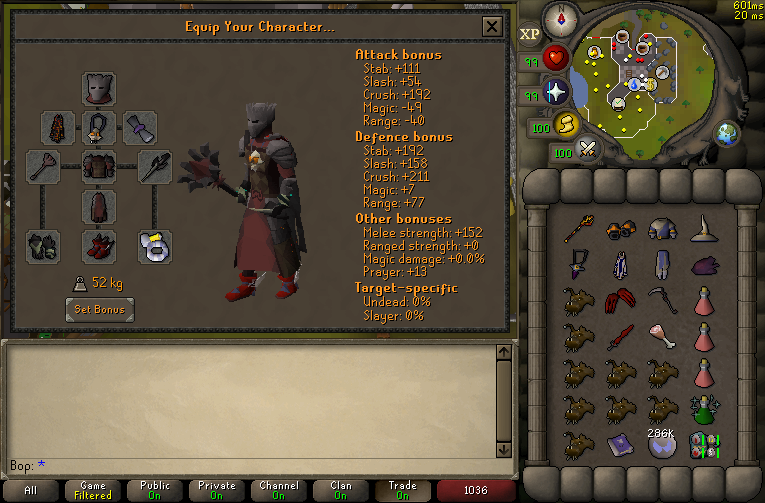 Equip Your Character...
601ms
20 ms
N
XP
99
99
100
100
Attack bonus
Stab: +111
Slash: +54
Crush: +192
Magic: -49
Range: -40
Defence bonus
Stab: +192
Slash: +158
Crush: +211
Magic: +7
Range: +77
Other bonuses
Melee strength: +152
Ranged strength: +0
Magic damage: +0.0%
Prayer: +13
Target-specific
Undead: 0%
Slayer: 0%
52 kg
Set Bonus
286K
Bop: *
All
Game
Filtered
Public
On
Private
On
Channel
On
Clan
On
Trade
On
1036